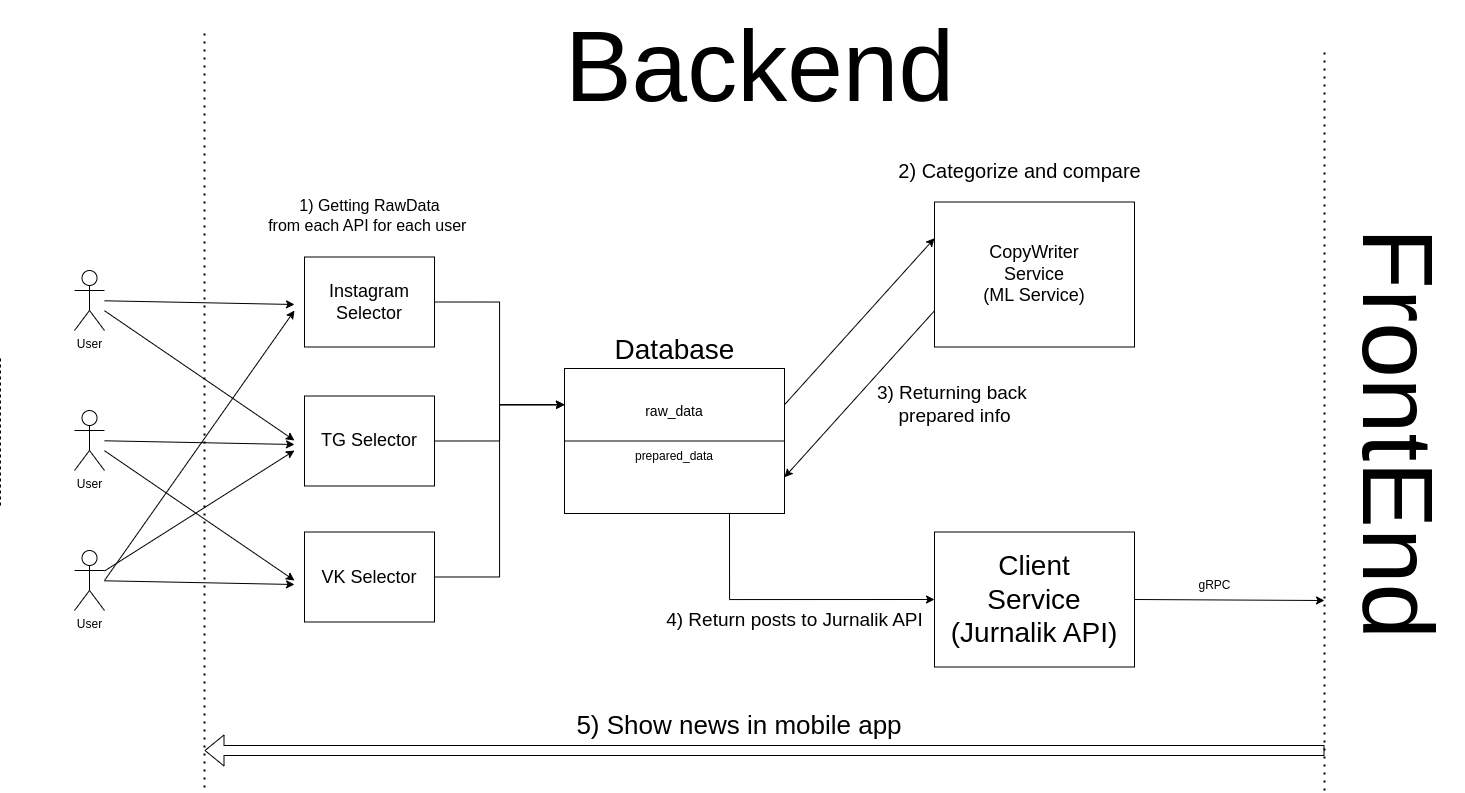 Backend
2) Categorize and compare
1) Getting RawData
from each API for each user
CopyWriter
Service
(ML Service)
Instagram
Selector
User
Database
raw_data
prepared_data
3) Returning back
prepared info
TG Selector
User
VK Selector
User
Client
Service
(Jurnalik API)
4) Return posts to Jurnalik API
gRPC
FrontEnd
5) Show news in mobile app